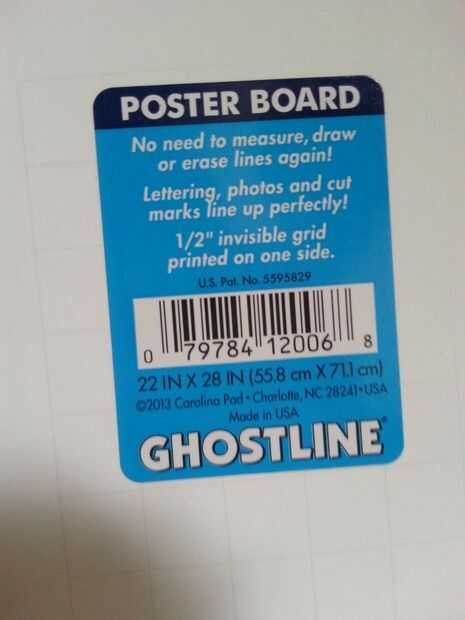 POSTER BOARD
No need to measure, draw
or erase lines again!
Lettering, photos and cut
marks line up perfectly!
1/2" invisible grid
printed on one side.
U.S. Pat. No. 5595829
0 79784 12006 8
22 IN X 28 IN (55.8 cm X 71.1 cm)
©2013 Carolina Pad • Charlotte, NC 28241 • USA
Made in USA
GHOSTLINE®